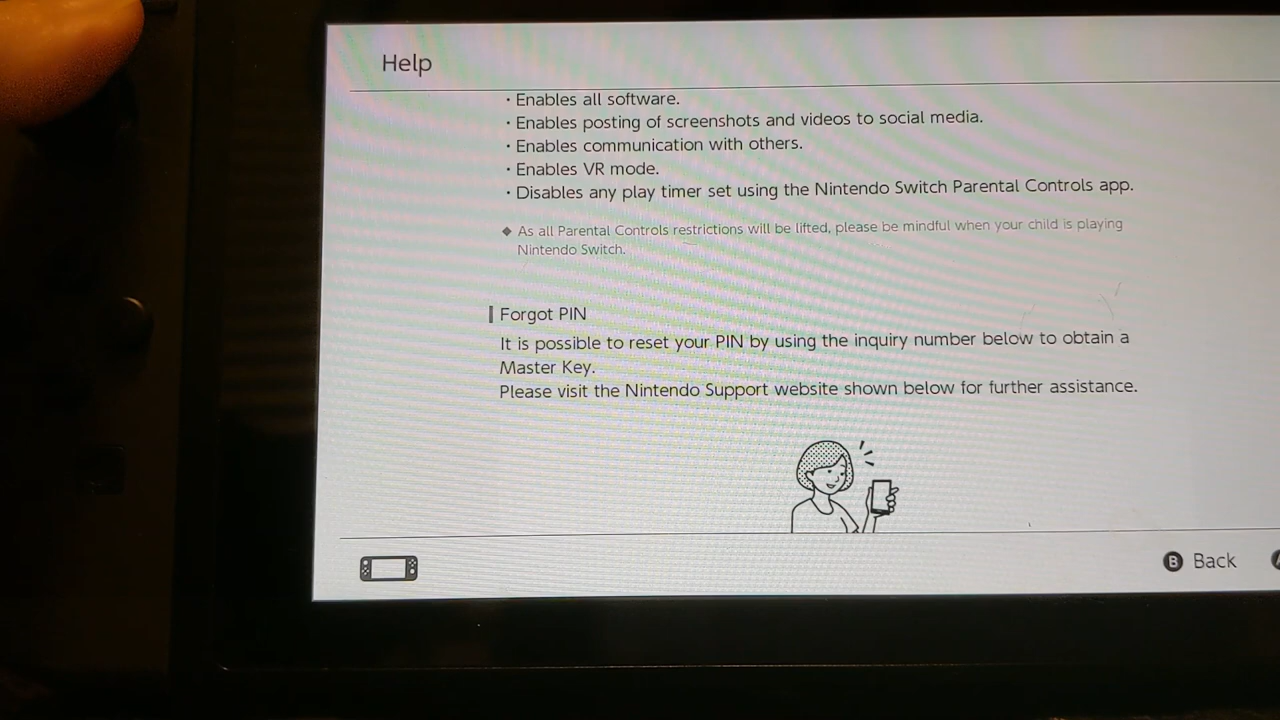 Help
· Enables all software.
· Enables posting of screenshots and videos to social media.
· Enables communication with others.
· Enables VR mode.
· Disables any play timer set using the Nintendo Switch Parental Controls app.
◆ As all Parental Controls restrictions will be lifted, please be mindful when your child is playing
Nintendo Switch.
Forgot PIN
It is possible to reset your PIN by using the inquiry number below to obtain a
Master Key.
Please visit the Nintendo Support website shown below for further assistance.
B Back